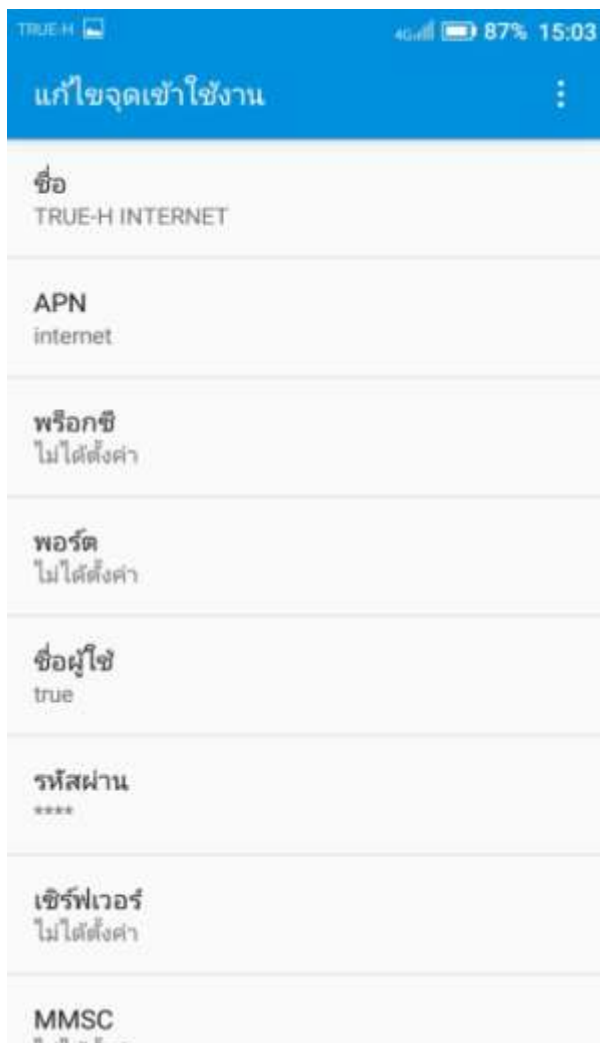 TRUE-H 4G 87% 15:03
แก้ไขจุดเข้าใช้งาน
ชื่อ
TRUE-H INTERNET
APN
internet
พร็อกซี
ไม่ได้ตั้งค่า
พอร์ต
ไม่ได้ตั้งค่า
ชื่อผู้ใช้
true
รหัสผ่าน
****
เซิร์ฟเวอร์
ไม่ได้ตั้งค่า
MMSC